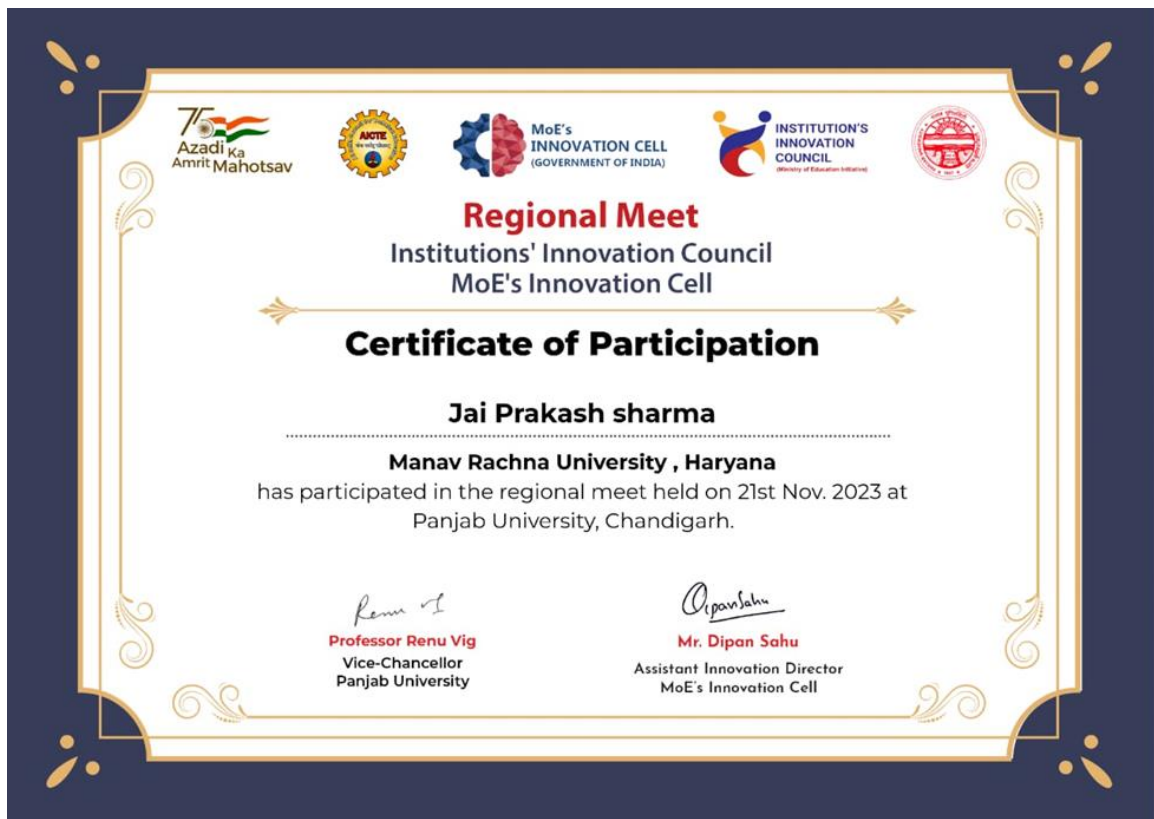 75
Azadi Ka
Amrit Mahotsav
AICTE
MoE's
INNOVATION CELL
(GOVERNMENT OF INDIA)
INSTITUTION'S
INNOVATION
COUNCIL
(Ministry of Education Initiative)
Regional Meet
Institutions' Innovation Council
MoE's Innovation Cell
Certificate of Participation
Jai Prakash sharma
Manav Rachna University , Haryana
has participated in the regional meet held on 21st Nov. 2023 at
Panjab University, Chandigarh.
Renu Vig
DipanSahu
Professor Renu Vig
Vice-Chancellor
Panjab University
Mr. Dipan Sahu
Assistant Innovation Director
MoE's Innovation Cell